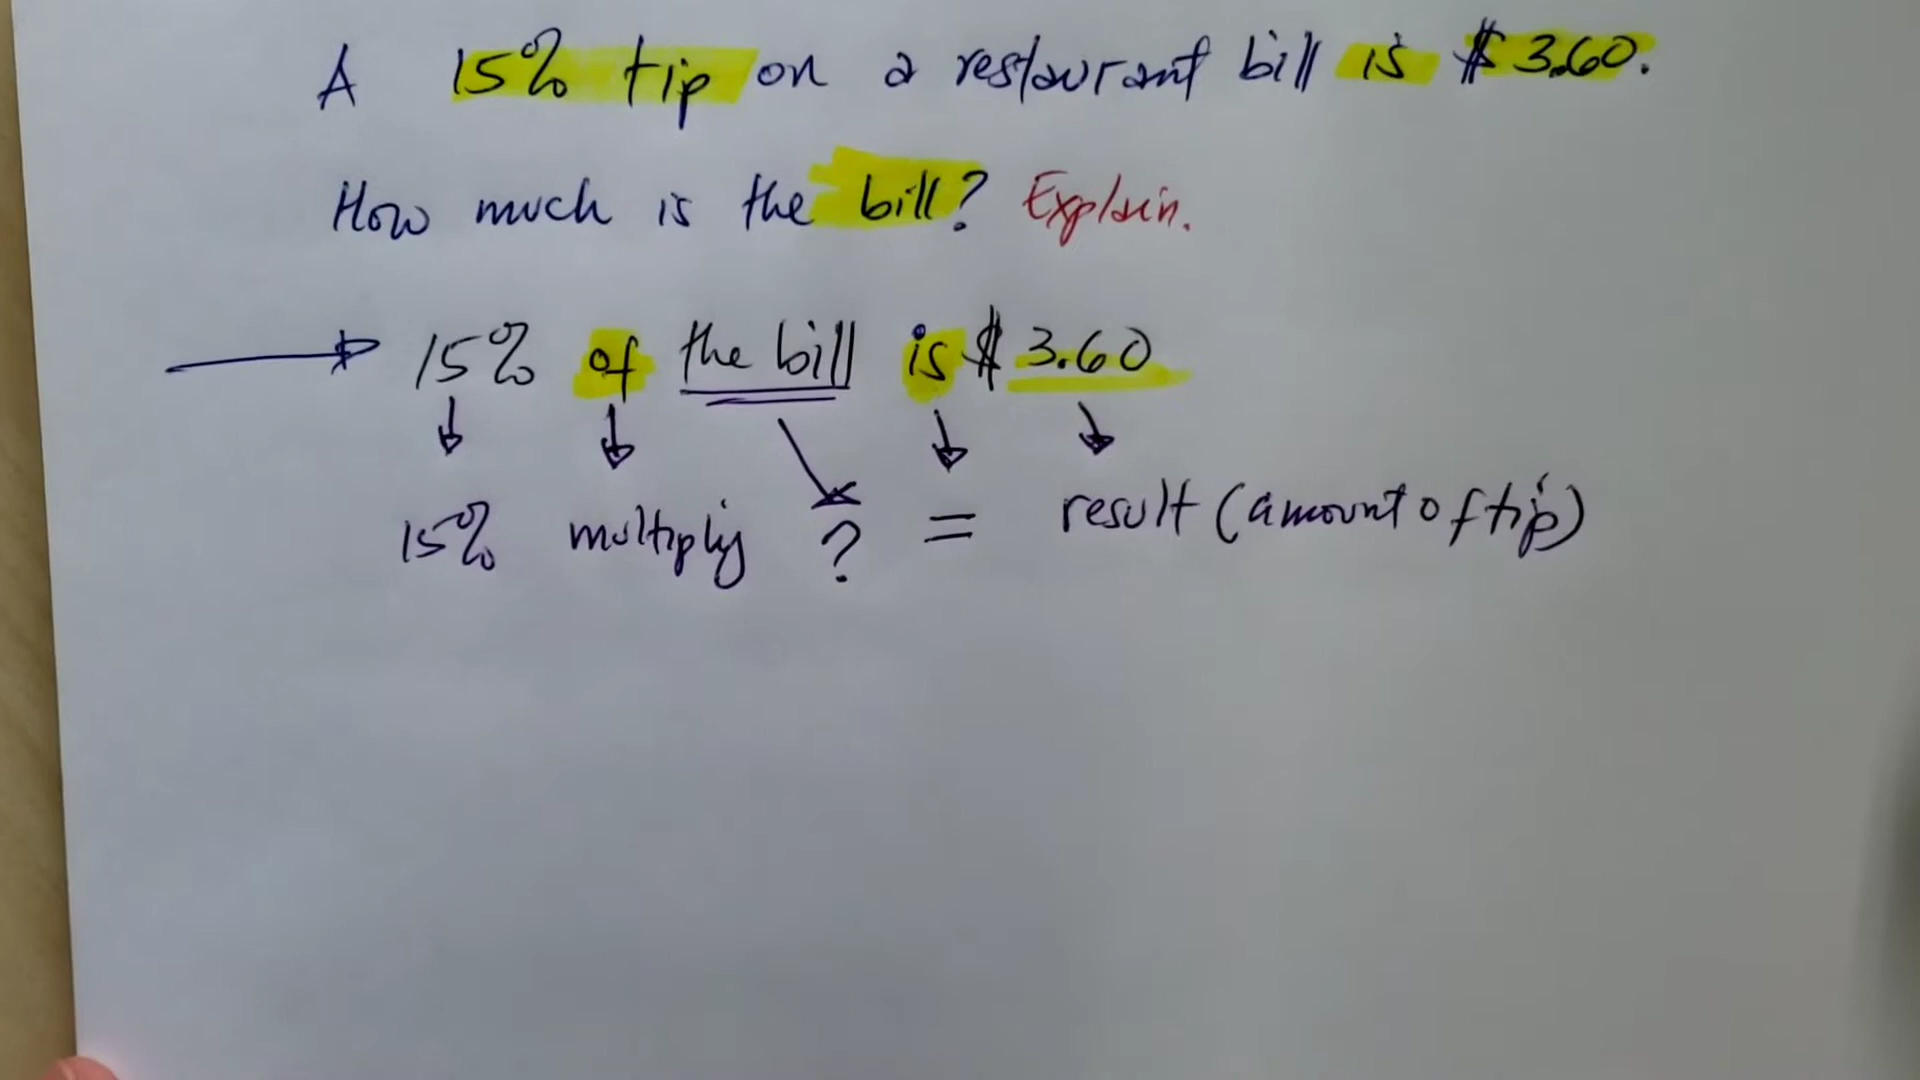 A 15% tip on a restaurant bill is $3.60.
How much is the bill? Explain.
15% of the bill is $3.60
15% multiply ? = result (amount of tip)